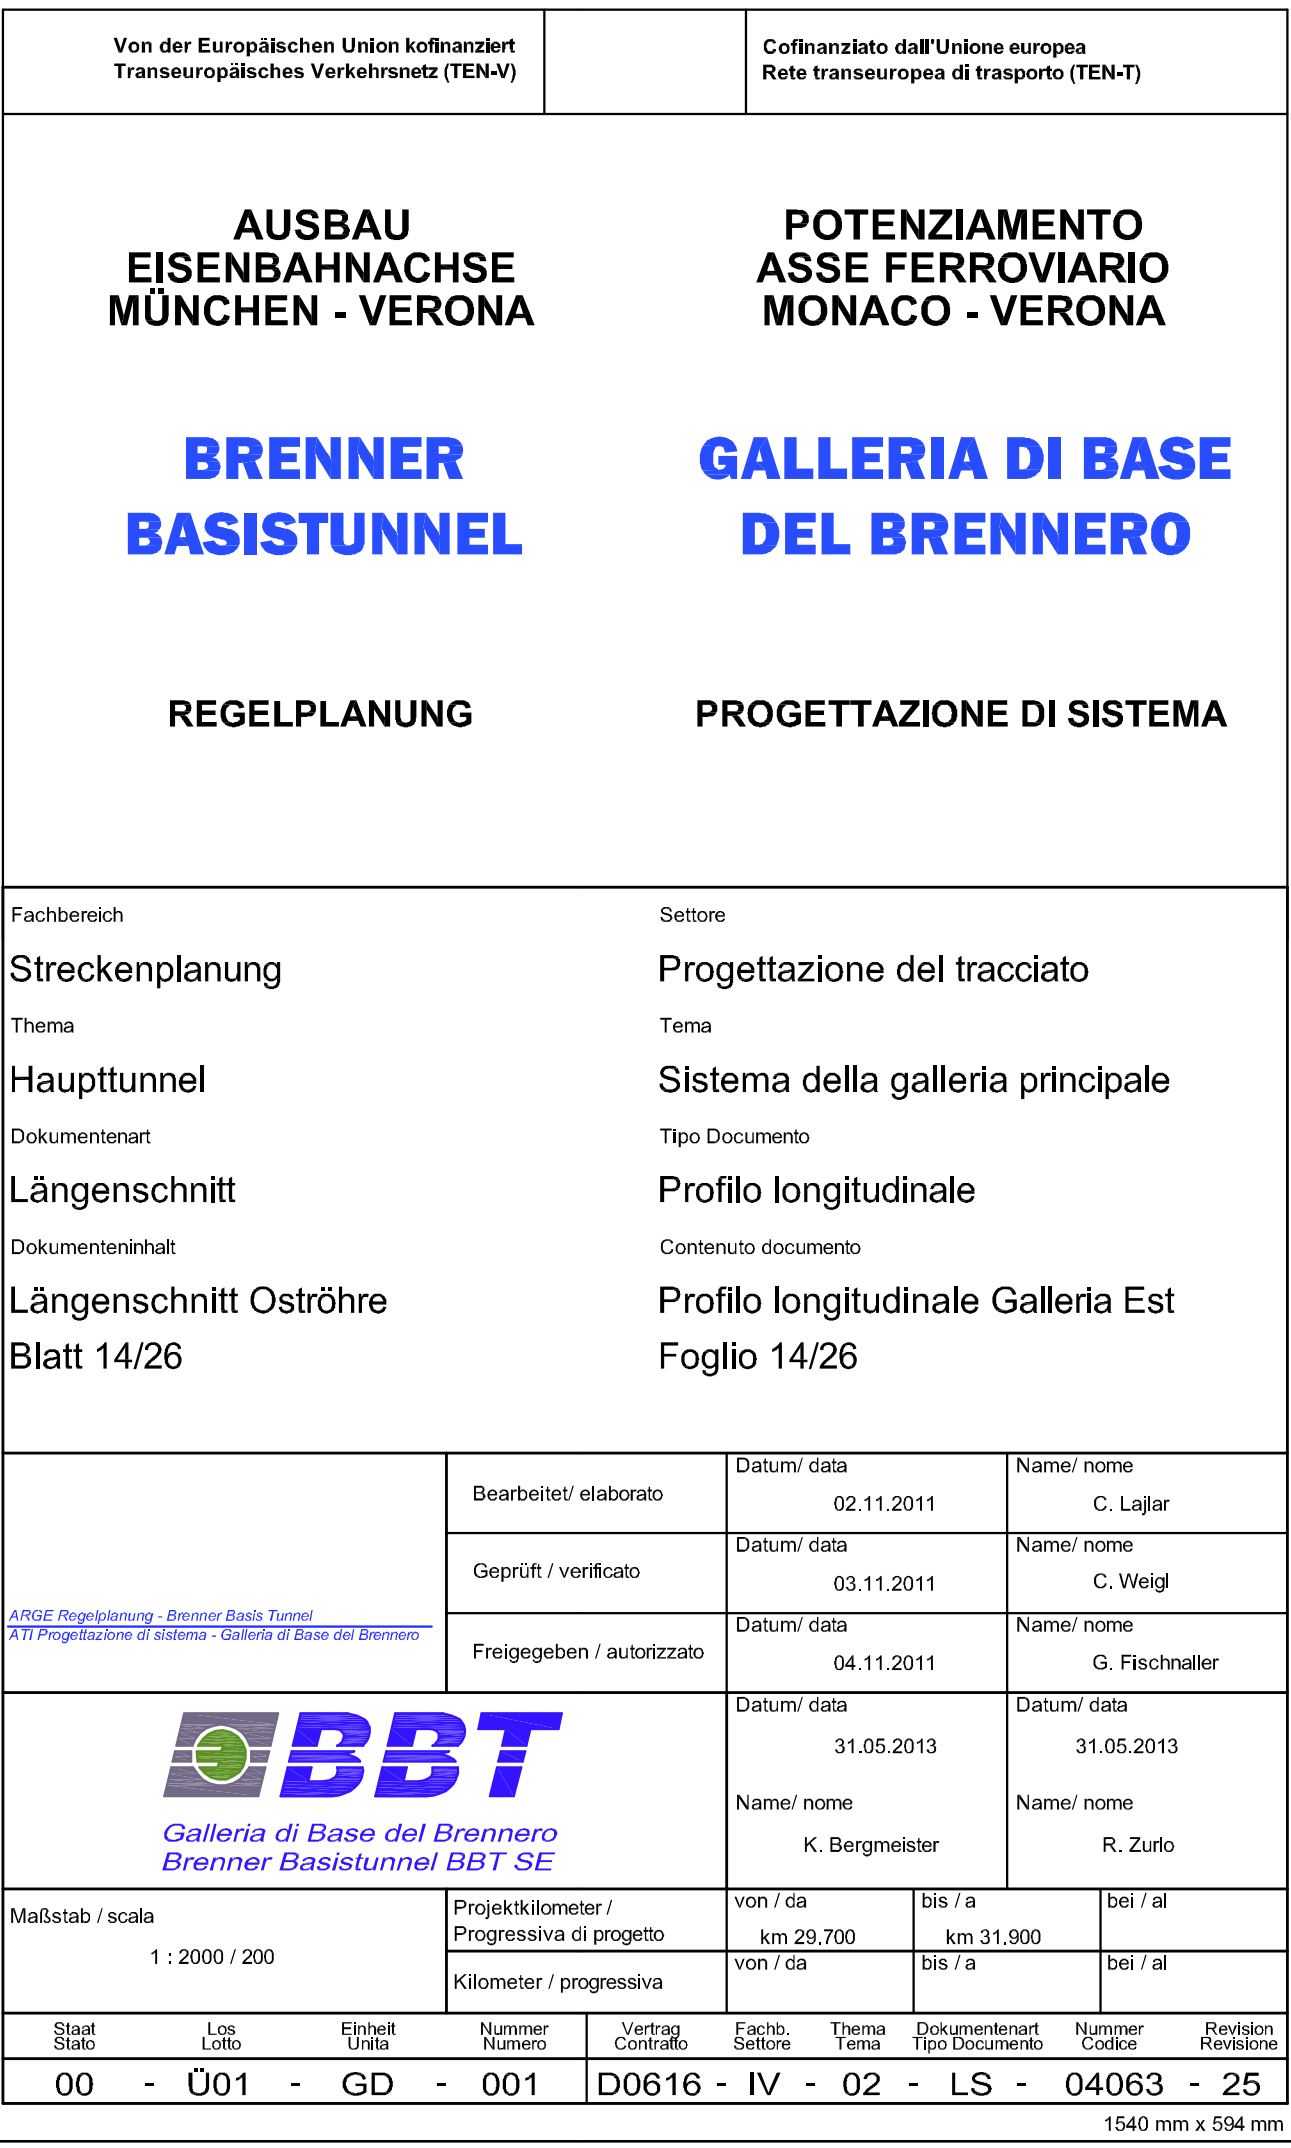 Von der Europäischen Union kofinanziert
Transeuropäisches Verkehrsnetz (TEN-V)
Cofinanziato dall'Unione europea
Rete transeuropea di trasporto (TEN-T)
AUSBAU
EISENBAHNACHSE
MÜNCHEN - VERONA
POTENZIAMENTO
ASSE FERROVIARIO
MONACO - VERONA
BRENNER
BASISTUNNEL
GALLERIA DI BASE
DEL BRENNERO
REGELPLANUNG
PROGETTAZIONE DI SISTEMA
Fachbereich
Settore
Streckenplanung
Progettazione del tracciato
Thema
Tema
Haupttunnel
Sistema della galleria principale
Dokumentenart
Tipo Documento
Längenschnitt
Profilo longitudinale
Dokumenteninhalt
Contenuto documento
Längenschnitt Oströhre
Profilo longitudinale Galleria Est
Blatt 14/26
Foglio 14/26
ARGE Regelplanung - Brenner Basis Tunnel
ATI Progettazione di sistema - Galleria di Base del Brennero
Bearbeitet/ elaborato
Datum/ data
02.11.2011
Name/ nome
C. Lajlar
Geprüft / verificato
Datum/ data
03.11.2011
Name/ nome
C. Weigl
Freigegeben / autorizzato
Datum/ data
04.11.2011
Name/ nome
G. Fischnaller
BBT
Galleria di Base del Brennero
Brenner Basistunnel BBT SE
Datum/ data
31.05.2013
Name/ nome
K. Bergmeister
Datum/ data
31.05.2013
Name/ nome
R. Zurlo
Maßstab / scala
1 : 2000 / 200
Projektkilometer /
Progressiva di progetto
von / da
km 29.700
bis / a
km 31.900
bei / al
Kilometer / progressiva
von / da
bis / a
bei / al
Staat Los Einheit Nummer Vertrag Fachb. Thema Dokumentenart Nummer Revision
Stato Lotto Unita Numero Contratto Settore Tema Tipo Documento Codice Revisione
00 - Ü01 - GD - 001 D0616 - IV - 02 - LS - 04063 - 25
1540 mm x 594 mm